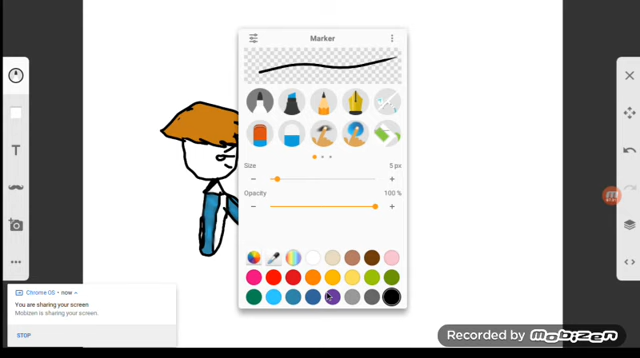 Marker
Size
5 px
Opacity
100 %
T
Chrome OS • now
You are sharing your screen
Mobizen is sharing your screen.
STOP
Recorded by Mobizen